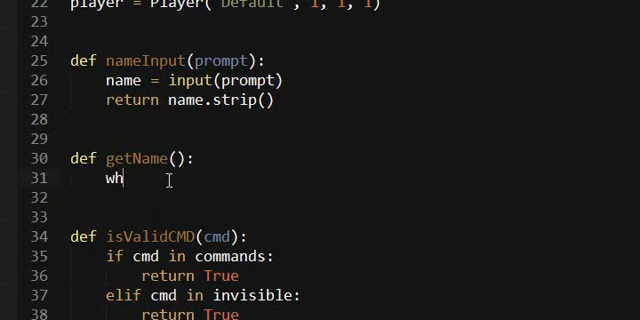 22 player = Player("Default", 1, 1, 1)
23
24
25 def nameInput(prompt):
26 name = input(prompt)
27 return name.strip()
28
29
30 def getName():
31 wh
32
33
34 def isValidCMD(cmd):
35 if cmd in commands:
36 return True
37 elif cmd in invisible:
38 return True